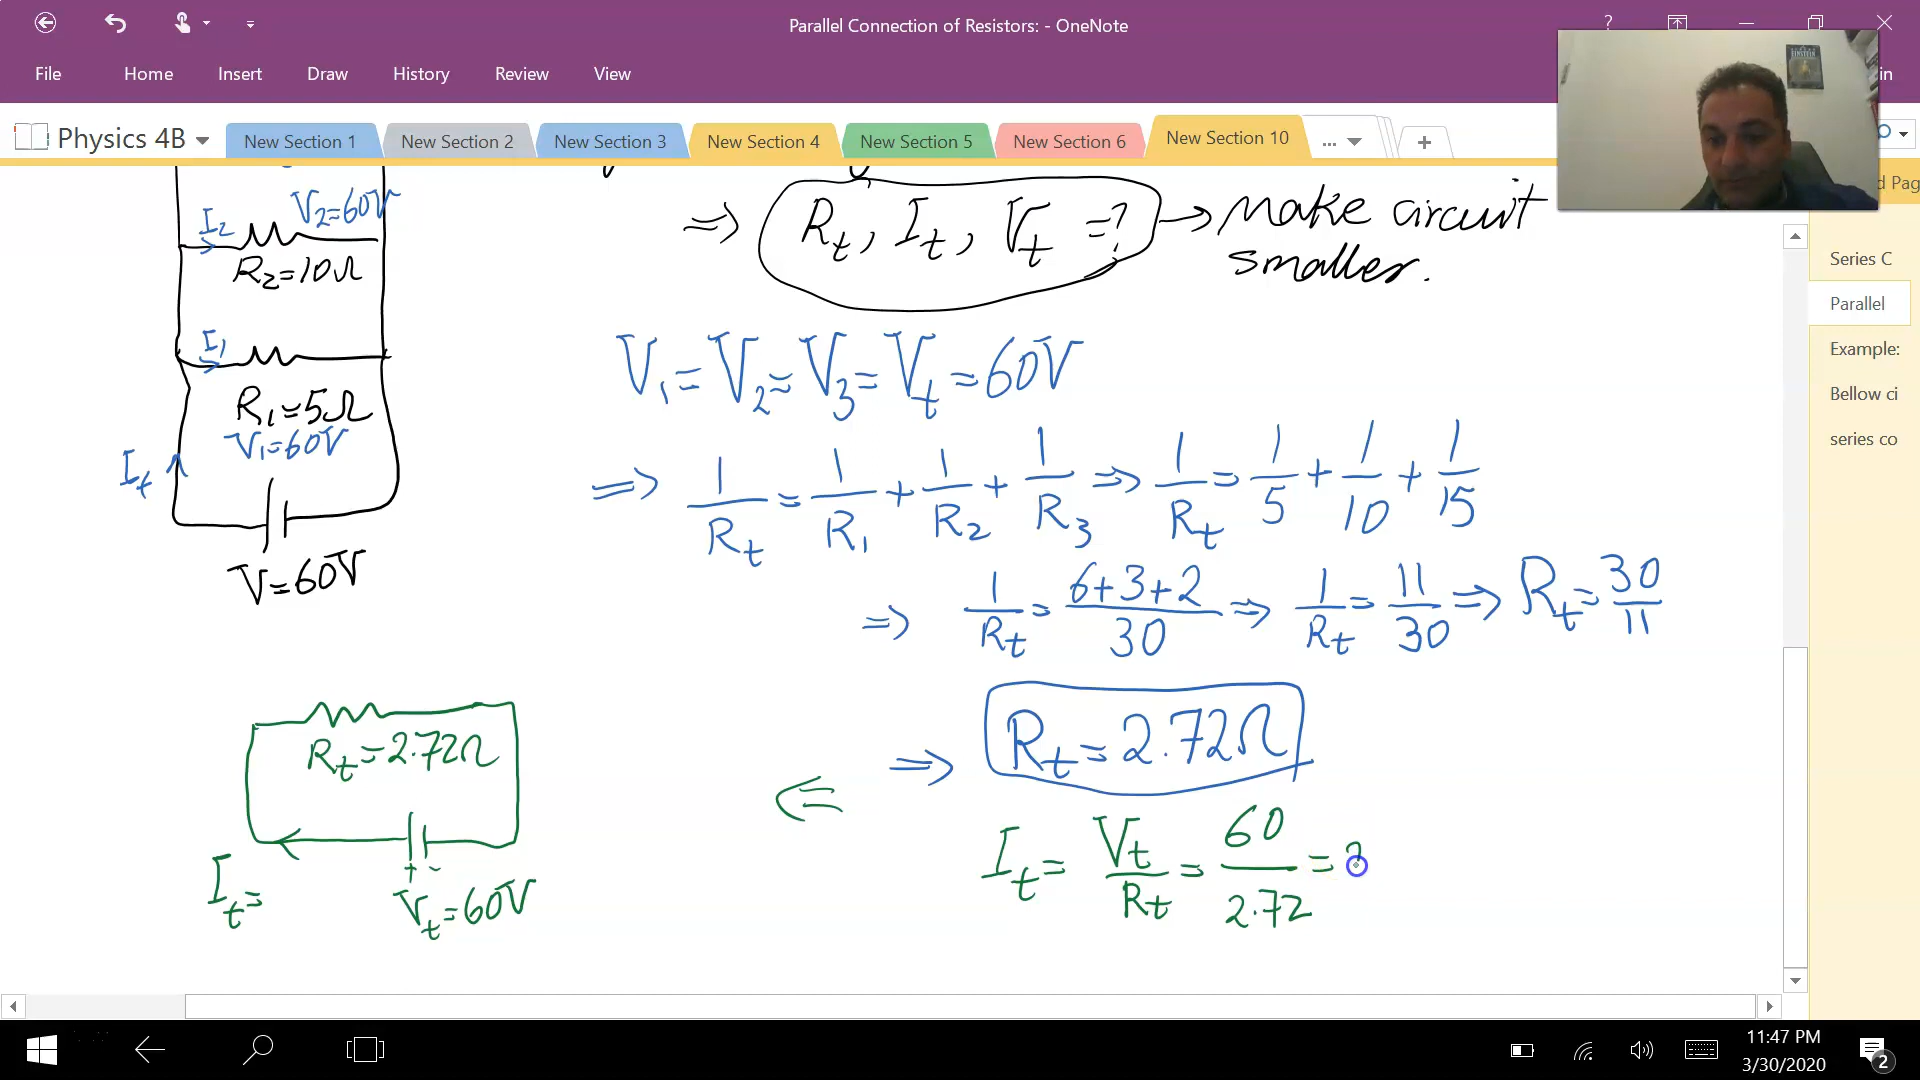 Parallel Connection of Resistors: - OneNote
?
File Home Insert Draw History Review View
in
Physics 4B
New Section 1 New Section 2 New Section 3 New Section 4 New Section 5 New Section 6 New Section 10 ... +
d Pag
Series C
Parallel
Example:
Bellow ci
series co
I2 V2=60V
R2=10Ω
I1
R1=5Ω
V1=60V
It
V=60V
=> Rt, It, Vt =? → make circuit
smaller.
V1=V2=V3=Vt=60V
=> 1/Rt = 1/R1 + 1/R2 + 1/R3 => 1/Rt = 1/5 + 1/10 + 1/15
=> 1/Rt = 6+3+2/30 => 1/Rt = 11/30 => Rt = 30/11
=> Rt=2.72Ω
<=
It = Vt/Rt = 60/2.72 =
Rt=2.72Ω
+ -
It=
Vt=60V
11:47 PM
3/30/2020
2